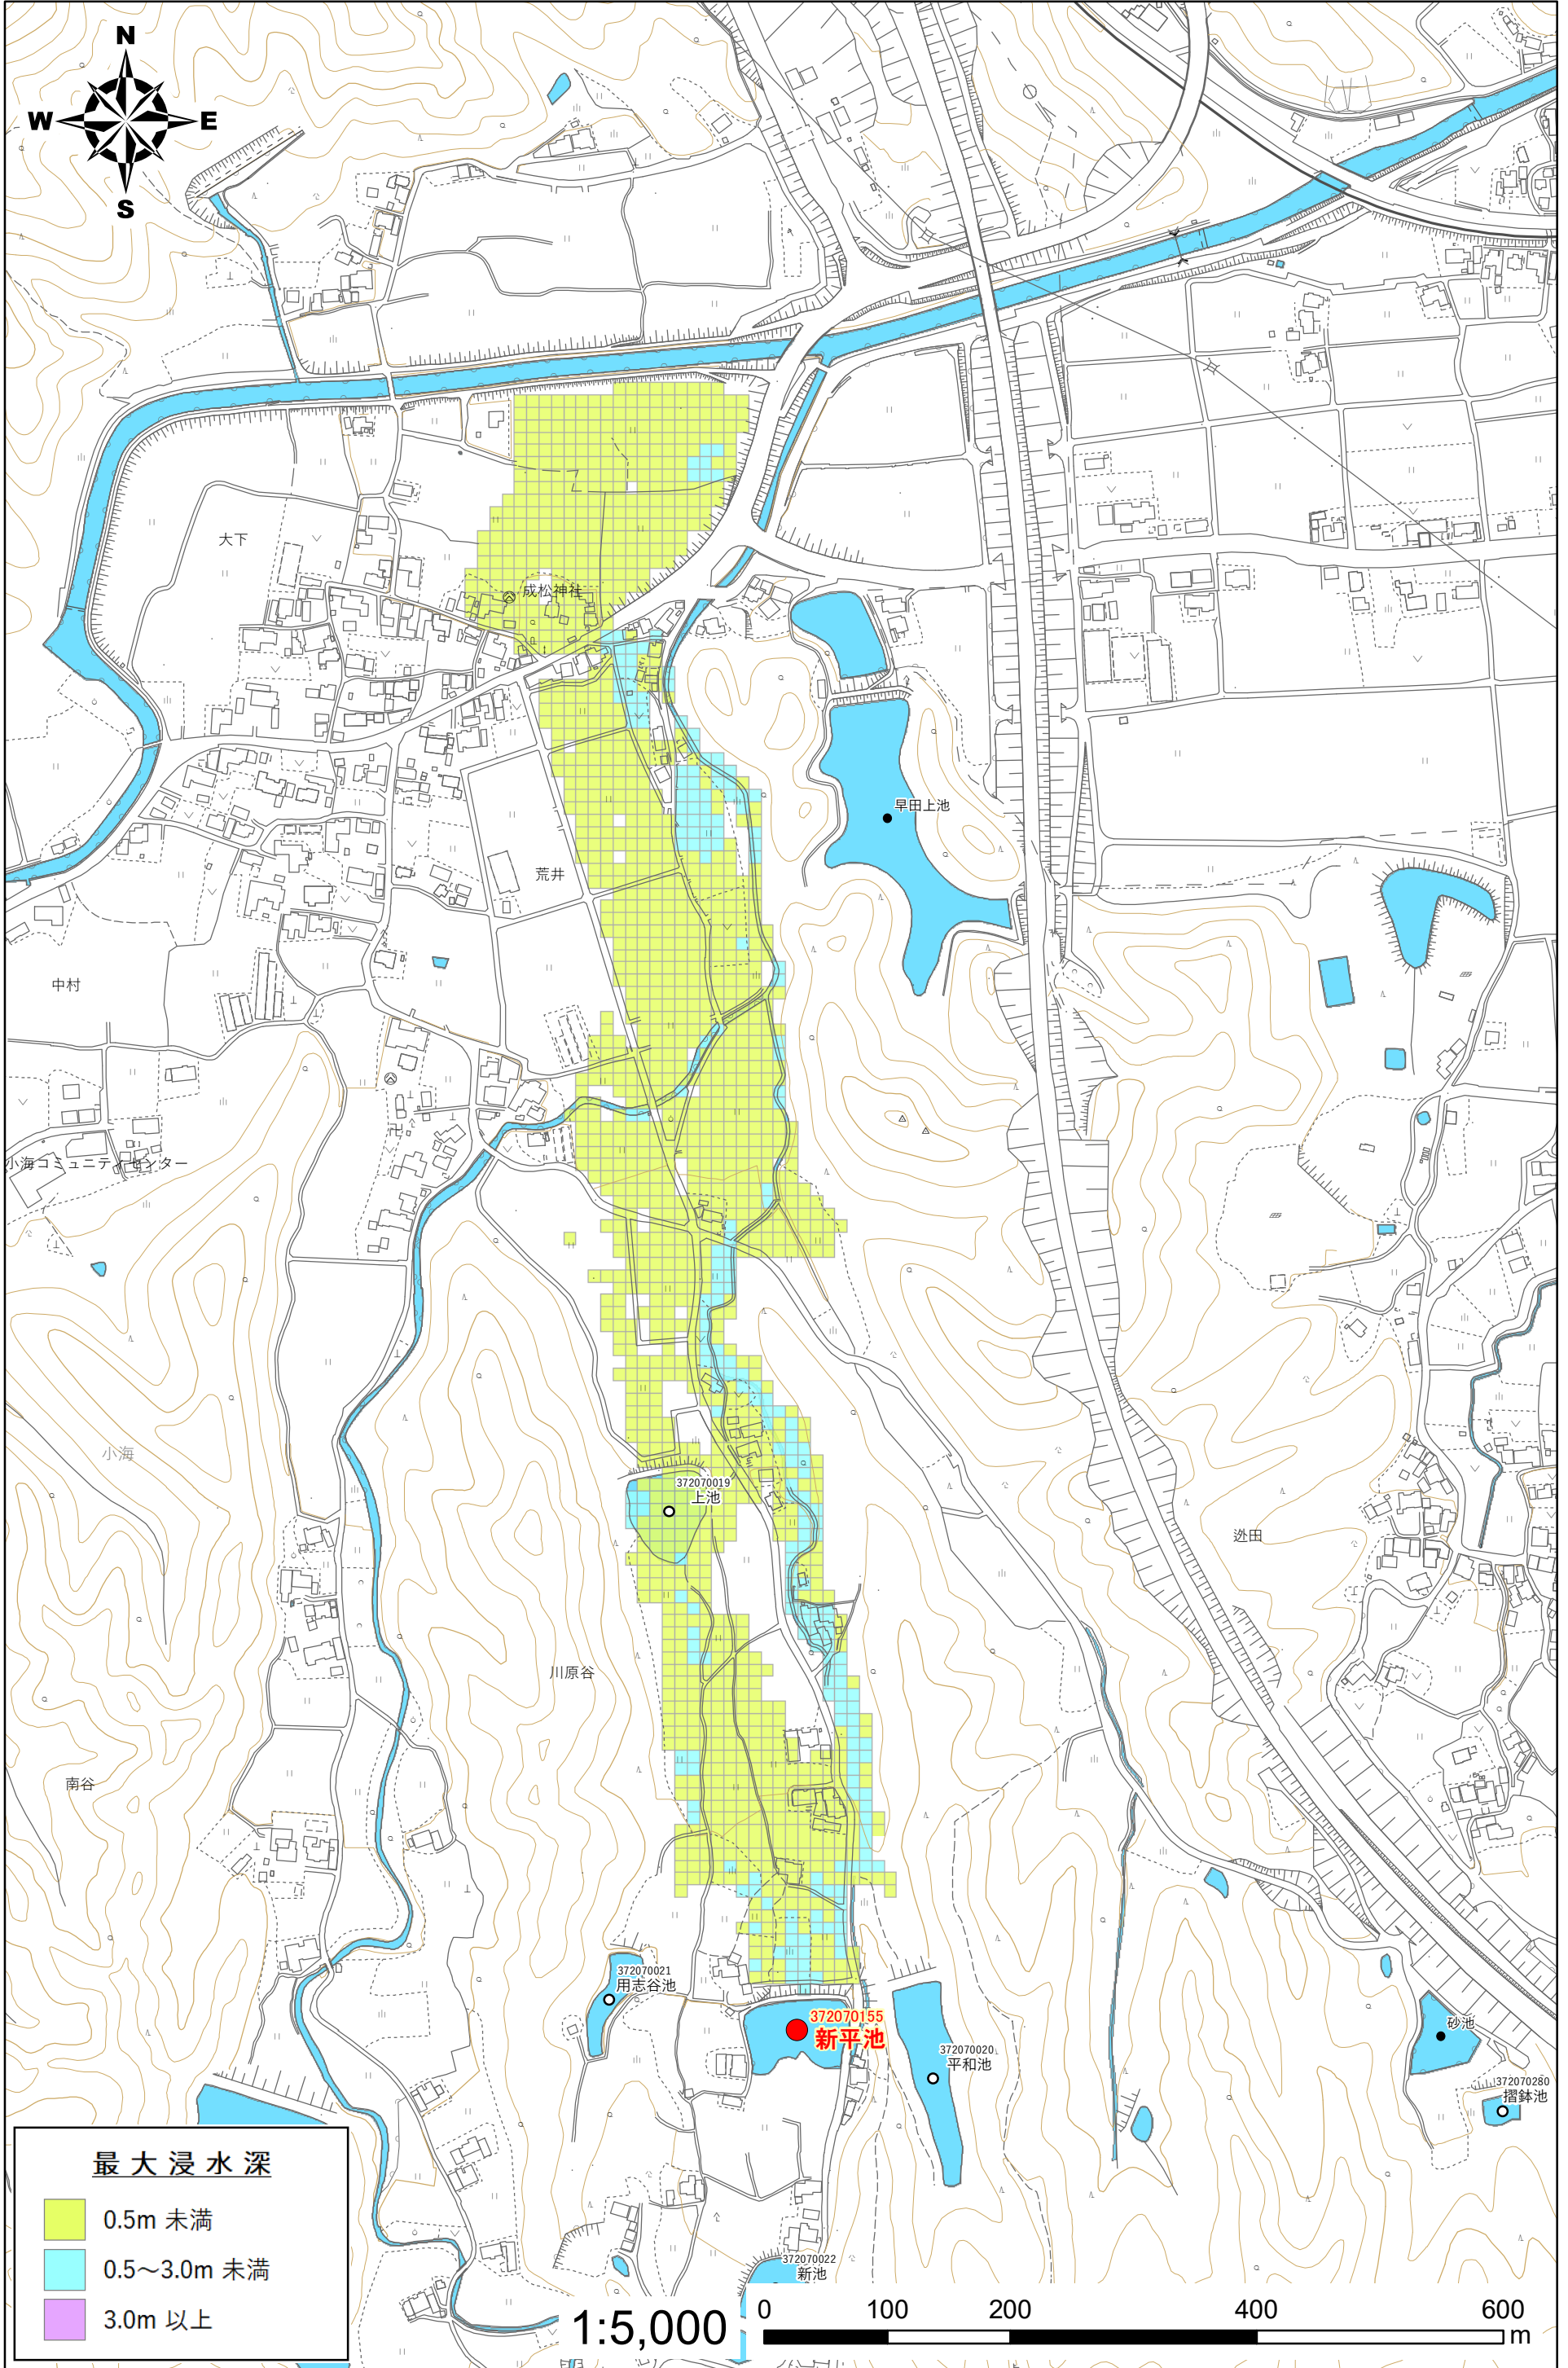 N
W
E
S
大下
成松神社
早田上池
荒井
中村
小海コミュニティセンター
小海
372070019
上池
迯田
川原谷
南谷
372070021
用志谷池
372070155
新平池
372070020
平和池
砂池
372070280
摺鉢池
372070022
新池
最大浸水深
0.5m 未満
0.5～3.0m 未満
3.0m 以上
1:5,000
0 100 200 400 600
m